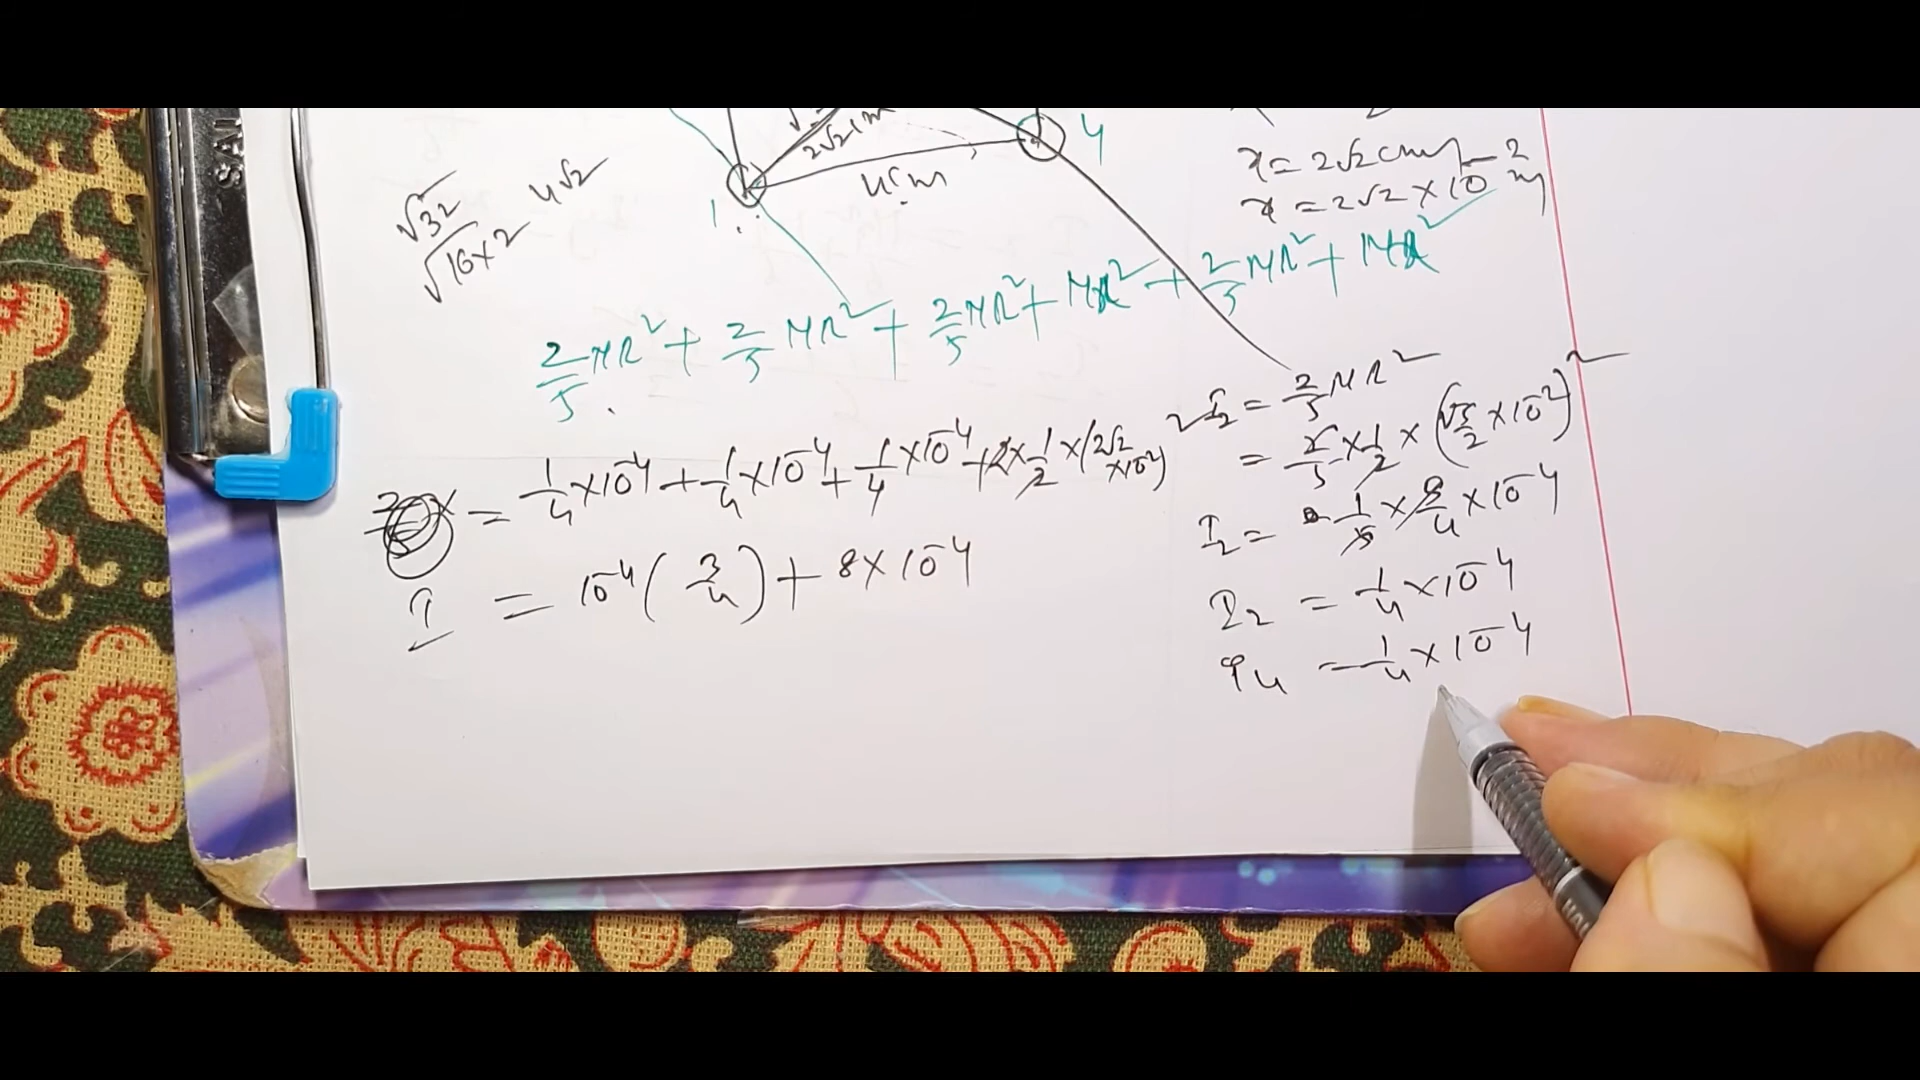 2√2 cm
4
4cm
1.
x = 2√2 cm
x = 2√2 × 10⁻² m
√32
√16×2
4√2
2/5 MR² + 2/5 MR² + 2/5 MR² + Mx² + 2/5 MR² + Mx²
I₂ = 2/5 MR²
= 2/5 × 1/2 × (√5/2 × 10⁻²)²
= 1/4 × 10⁻⁴ + 1/4 × 10⁻⁴ + 1/4 × 10⁻⁴ + 2 × 1/2 × (2√2 × 10⁻²)²
I₂ = 1/5 × 5/4 × 10⁻⁴
I = 10⁻⁴ (3/4) + 8 × 10⁻⁴
I₂ = 1/4 × 10⁻⁴
I₄ = 1/4 × 10⁻⁴